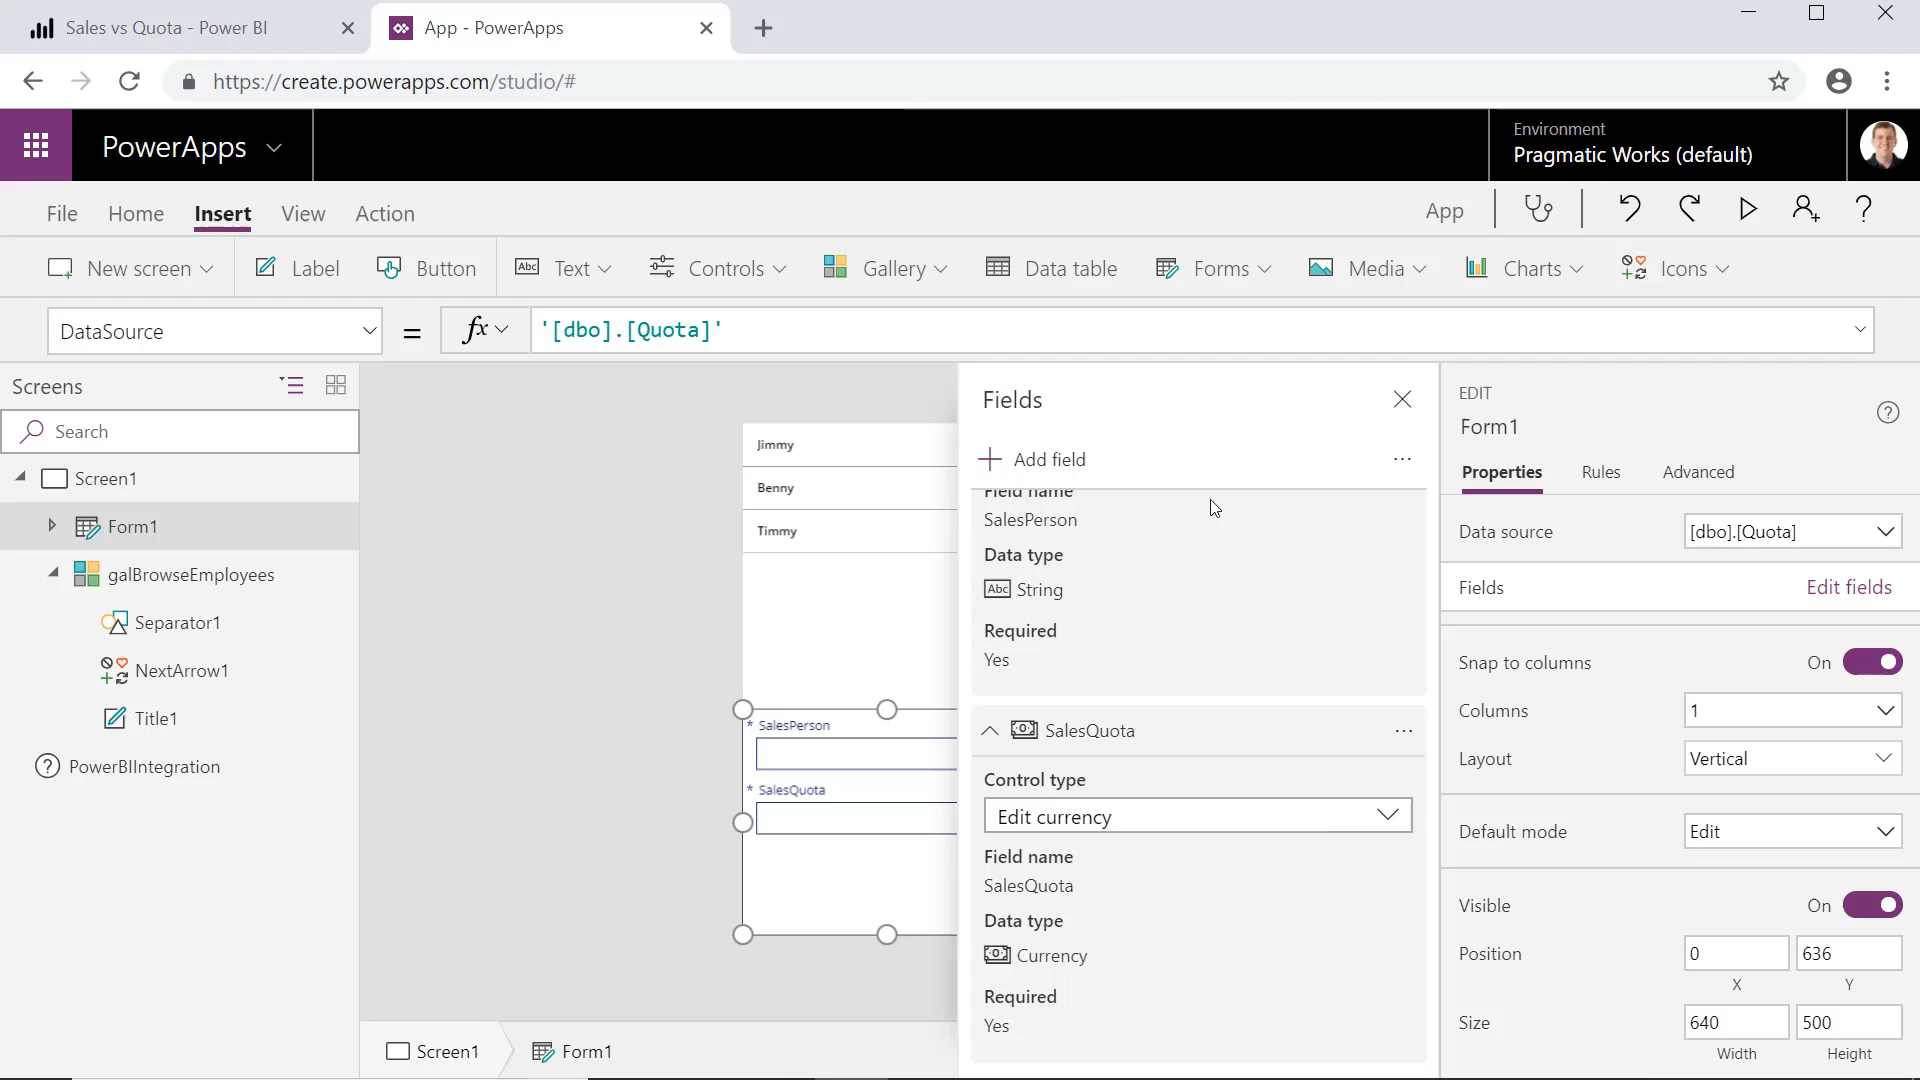 Sales vs Quota - Power BI
App - PowerApps
https://create.powerapps.com/studio/#
PowerApps
Environment
Pragmatic Works (default)
File
Home
Insert
View
Action
App
?
New screen
Label
Button
Abc Text
Controls
Gallery
Data table
Forms
Media
Charts
Icons
DataSource
=
fx
'[dbo].[Quota]'
Screens
Search
Screen1
Form1
galBrowseEmployees
Separator1
NextArrow1
Title1
? PowerBIIntegration
Jimmy
Benny
Timmy
* SalesPerson
* SalesQuota
Screen1
Form1
Fields
Add field
...
Field name
SalesPerson
Data type
Abc String
Required
Yes
SalesQuota
...
Control type
Edit currency
Field name
SalesQuota
Data type
Currency
Required
Yes
EDIT
Form1
?
Properties
Rules
Advanced
Data source
[dbo].[Quota]
Fields
Edit fields
Snap to columns
On
Columns
1
Layout
Vertical
Default mode
Edit
Visible
On
Position
0
636
X
Y
Size
640
500
Width
Height